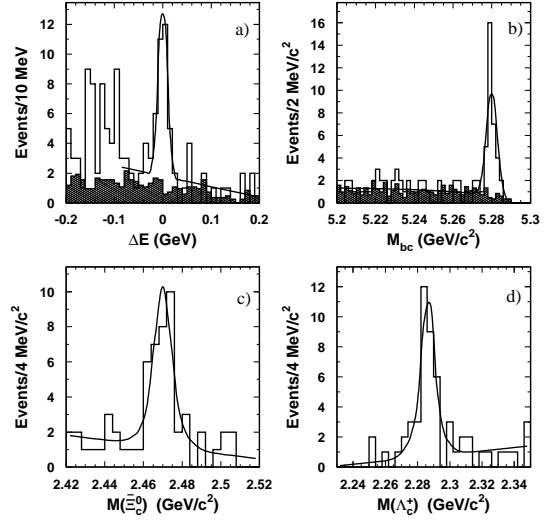 a)
Events/10 MeV
12
10
8
6
4
2
0
-0.2 -0.1 0 0.1 0.2
ΔE (GeV)
b)
Events/2 MeV/c²
16
14
12
10
8
6
4
2
0
5.2 5.22 5.24 5.26 5.28 5.3
M_bc (GeV/c²)
c)
Events/4 MeV/c²
10
8
6
4
2
0
2.42 2.44 2.46 2.48 2.5 2.52
M(Ξ̄_c⁰) (GeV/c²)
d)
Events/4 MeV/c²
14
12
10
8
6
4
2
0
2.24 2.26 2.28 2.3 2.32 2.34
M(Λ_c⁺) (GeV/c²)